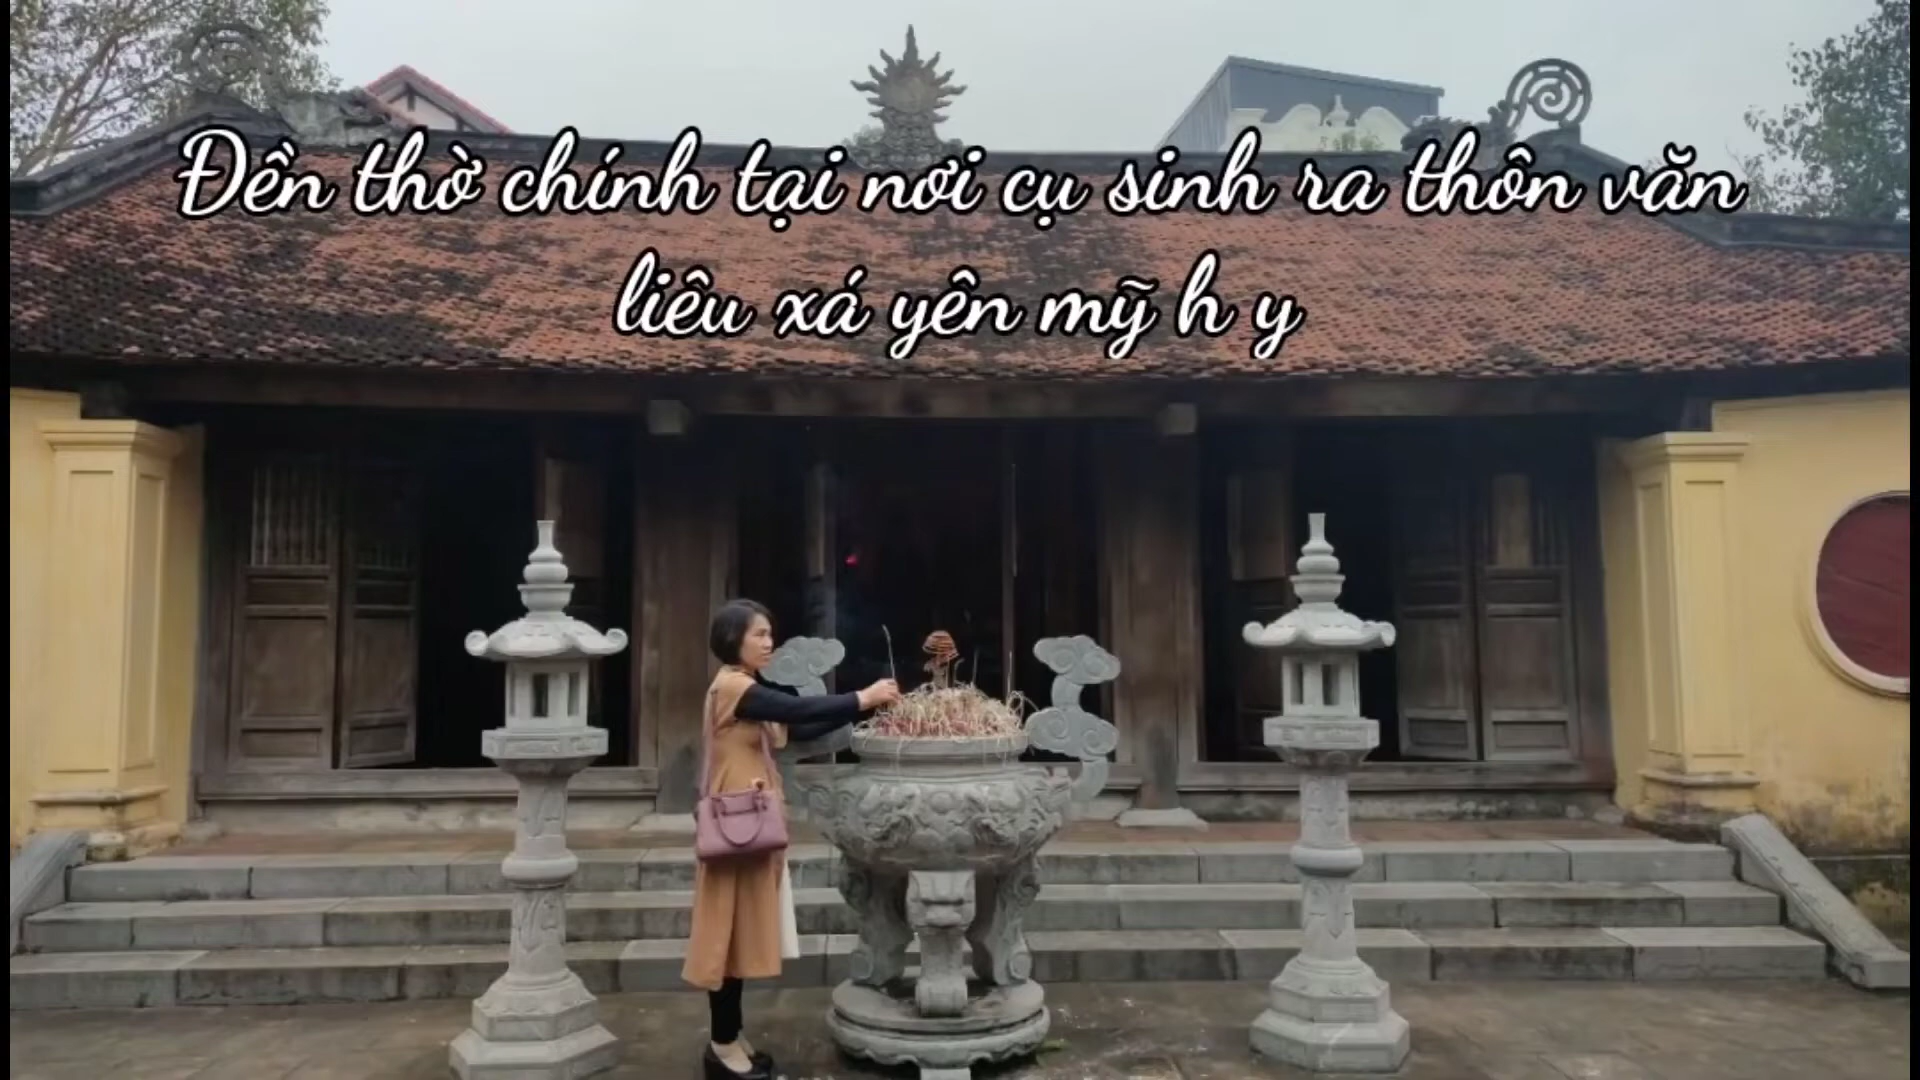 Đền thờ chính tại nơi cụ sinh ra thôn văn
liêu xá yên mỹ h y